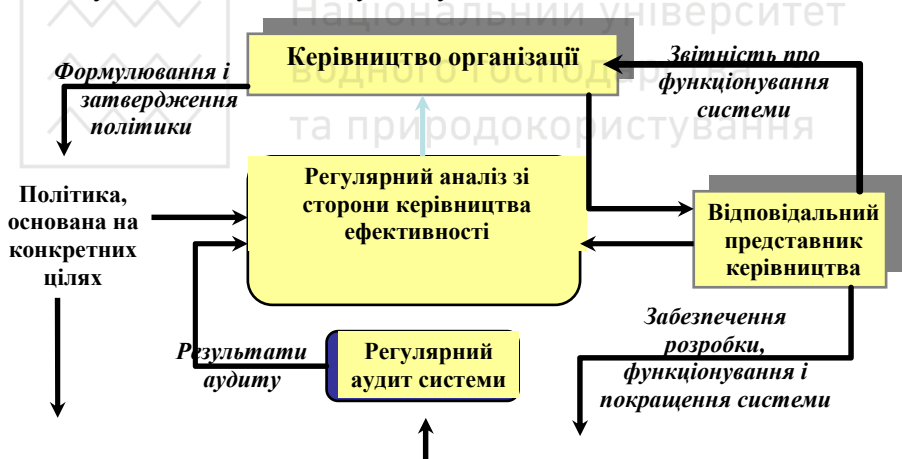 Національний університет
водного господарства
та природокористування
Керівництво організації
Формулювання і
затвердження
політики
Звітність про
функціонування
системи
Політика,
основана на
конкретних
цілях
Регулярний аналіз зі
сторони керівництва
ефективності
Відповідальний
представник
керівництва
Результати
аудиту
Регулярний
аудит системи
Забезпечення
розробки,
функціонування і
покращення системи